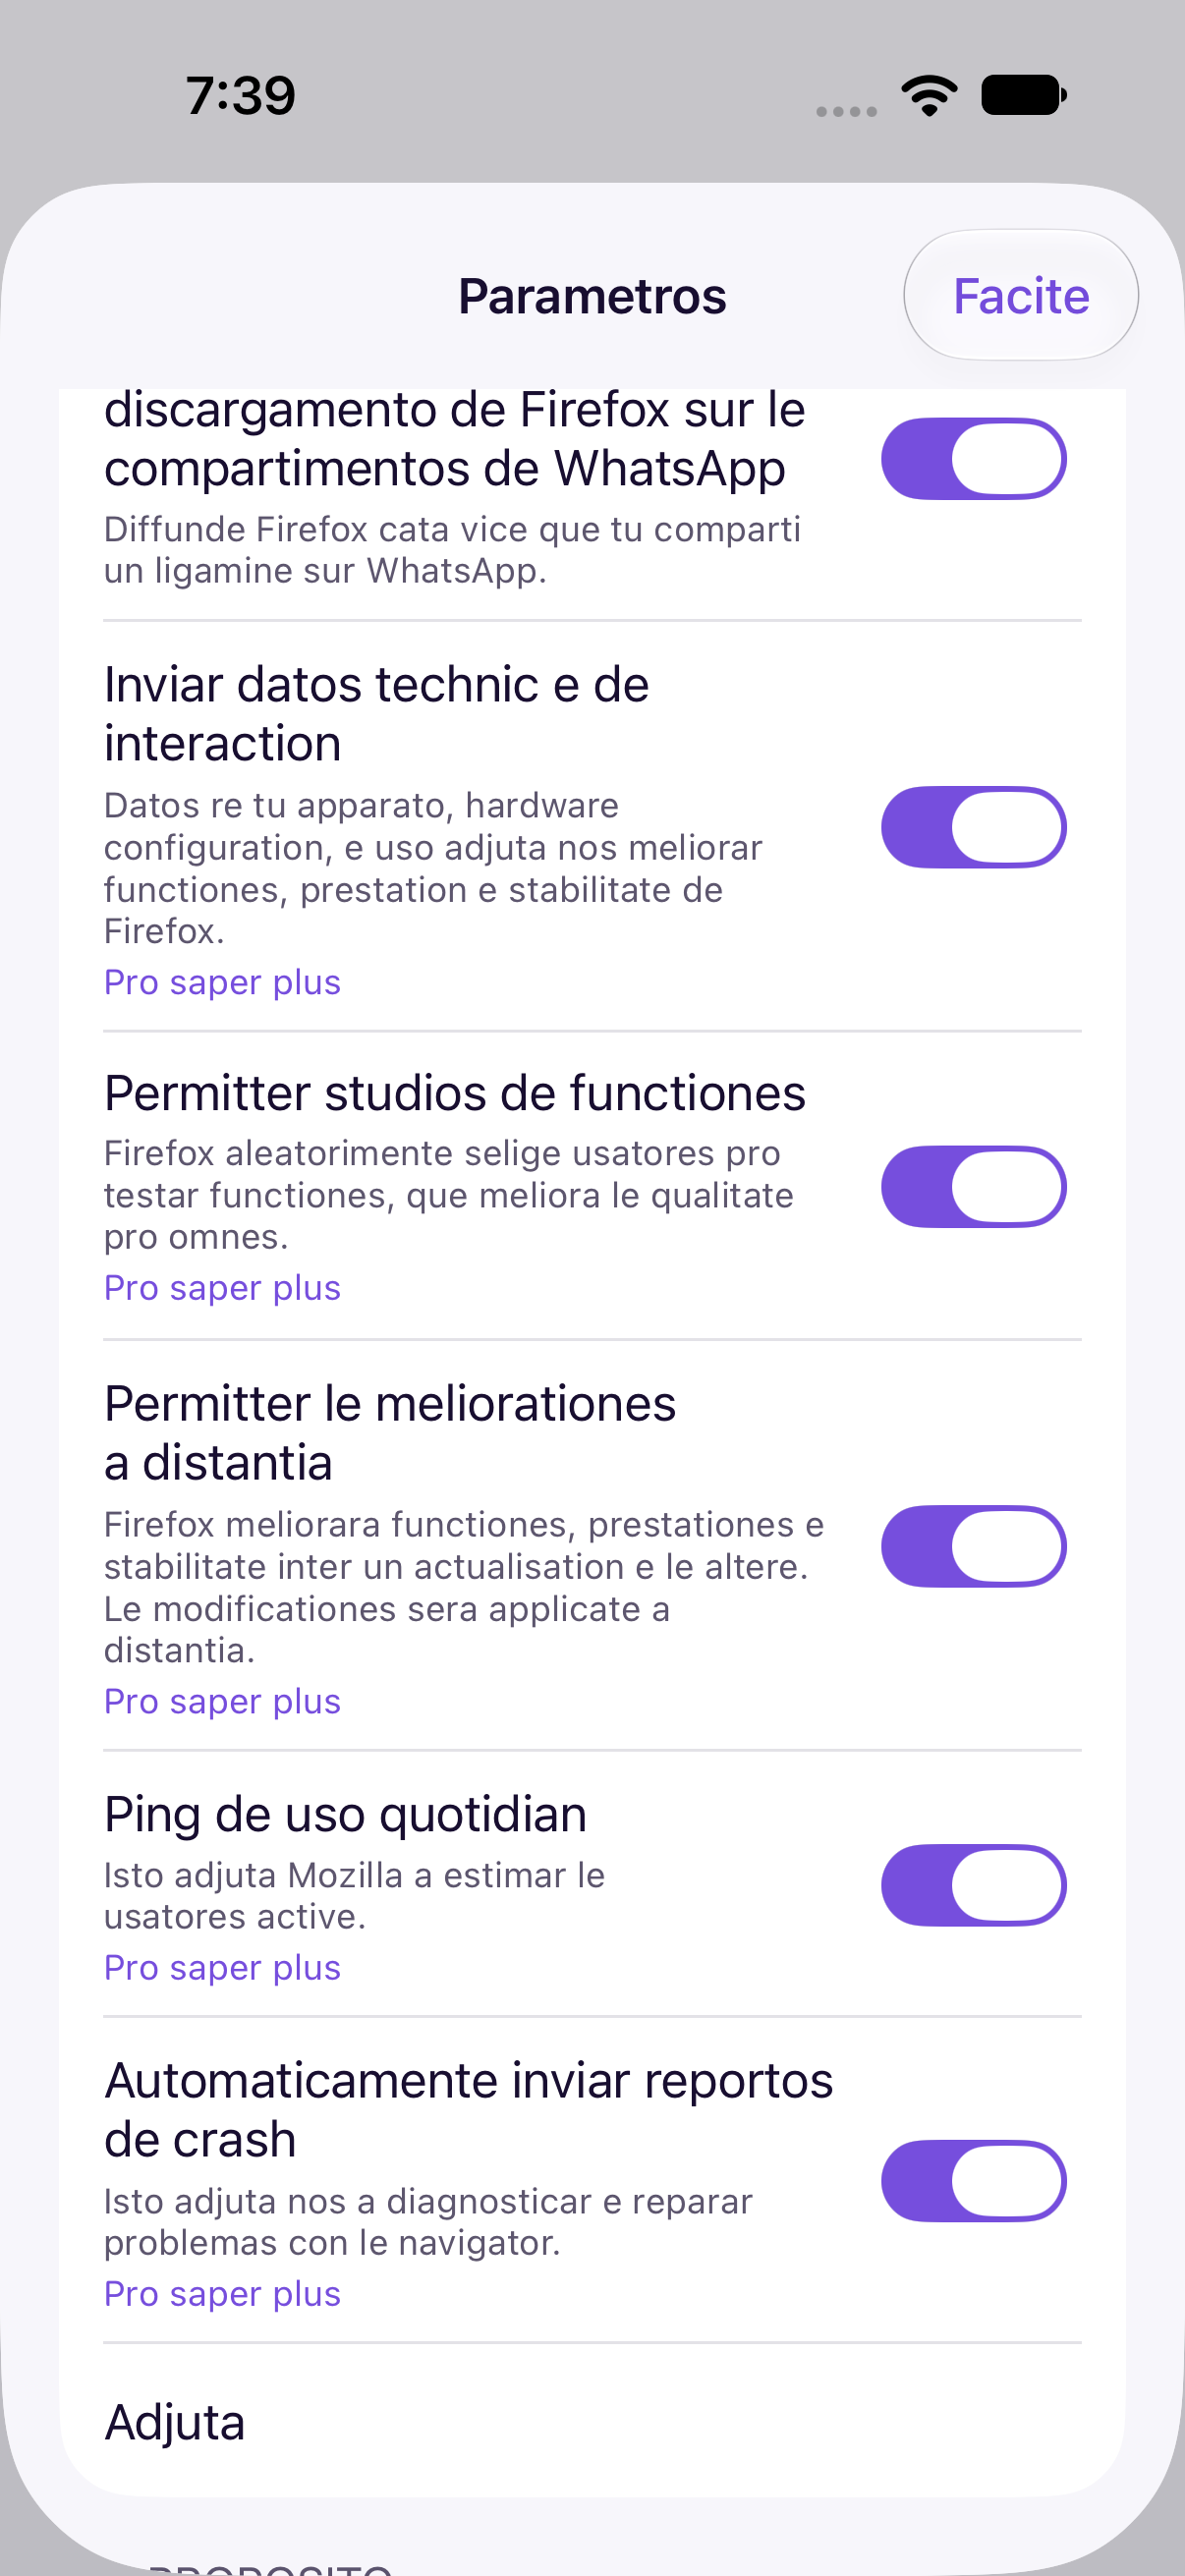 7:39
Parametros
Facite
discargamento de Firefox sur le
compartimentos de WhatsApp
Diffunde Firefox cata vice que tu comparti
un ligamine sur WhatsApp.
Inviar datos technic e de
interaction
Datos re tu apparato, hardware
configuration, e uso adjuta nos meliorar
functiones, prestation e stabilitate de
Firefox.
Pro saper plus
Permitter studios de functiones
Firefox aleatorimente selige usatores pro
testar functiones, que meliora le qualitate
pro omnes.
Pro saper plus
Permitter le meliorationes
a distantia
Firefox meliorara functiones, prestationes e
stabilitate inter un actualisation e le altere.
Le modificationes sera applicate a
distantia.
Pro saper plus
Ping de uso quotidian
Isto adjuta Mozilla a estimar le
usatores active.
Pro saper plus
Automaticamente inviar reportos
de crash
Isto adjuta nos a diagnosticar e reparar
problemas con le navigator.
Pro saper plus
Adjuta
PROPOSITO